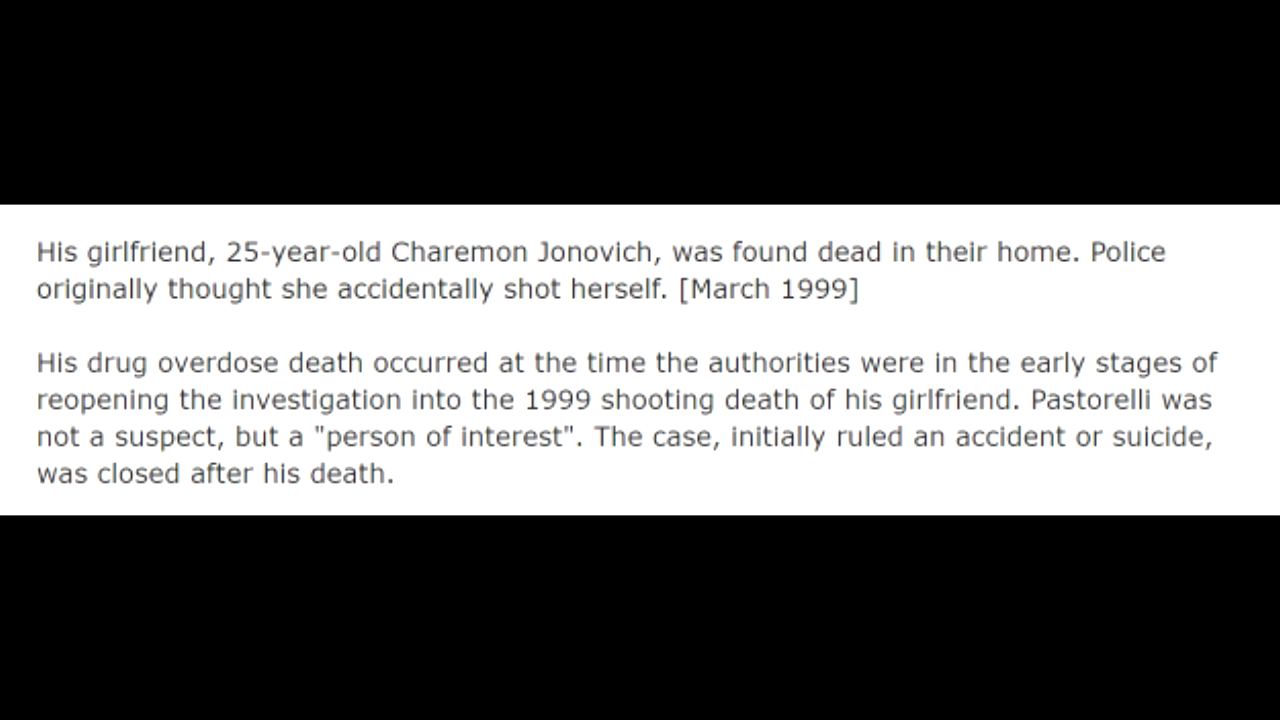 His girlfriend, 25-year-old Charemon Jonovich, was found dead in their home. Police
originally thought she accidentally shot herself. [March 1999]
His drug overdose death occurred at the time the authorities were in the early stages of
reopening the investigation into the 1999 shooting death of his girlfriend. Pastorelli was
not a suspect, but a "person of interest". The case, initially ruled an accident or suicide,
was closed after his death.